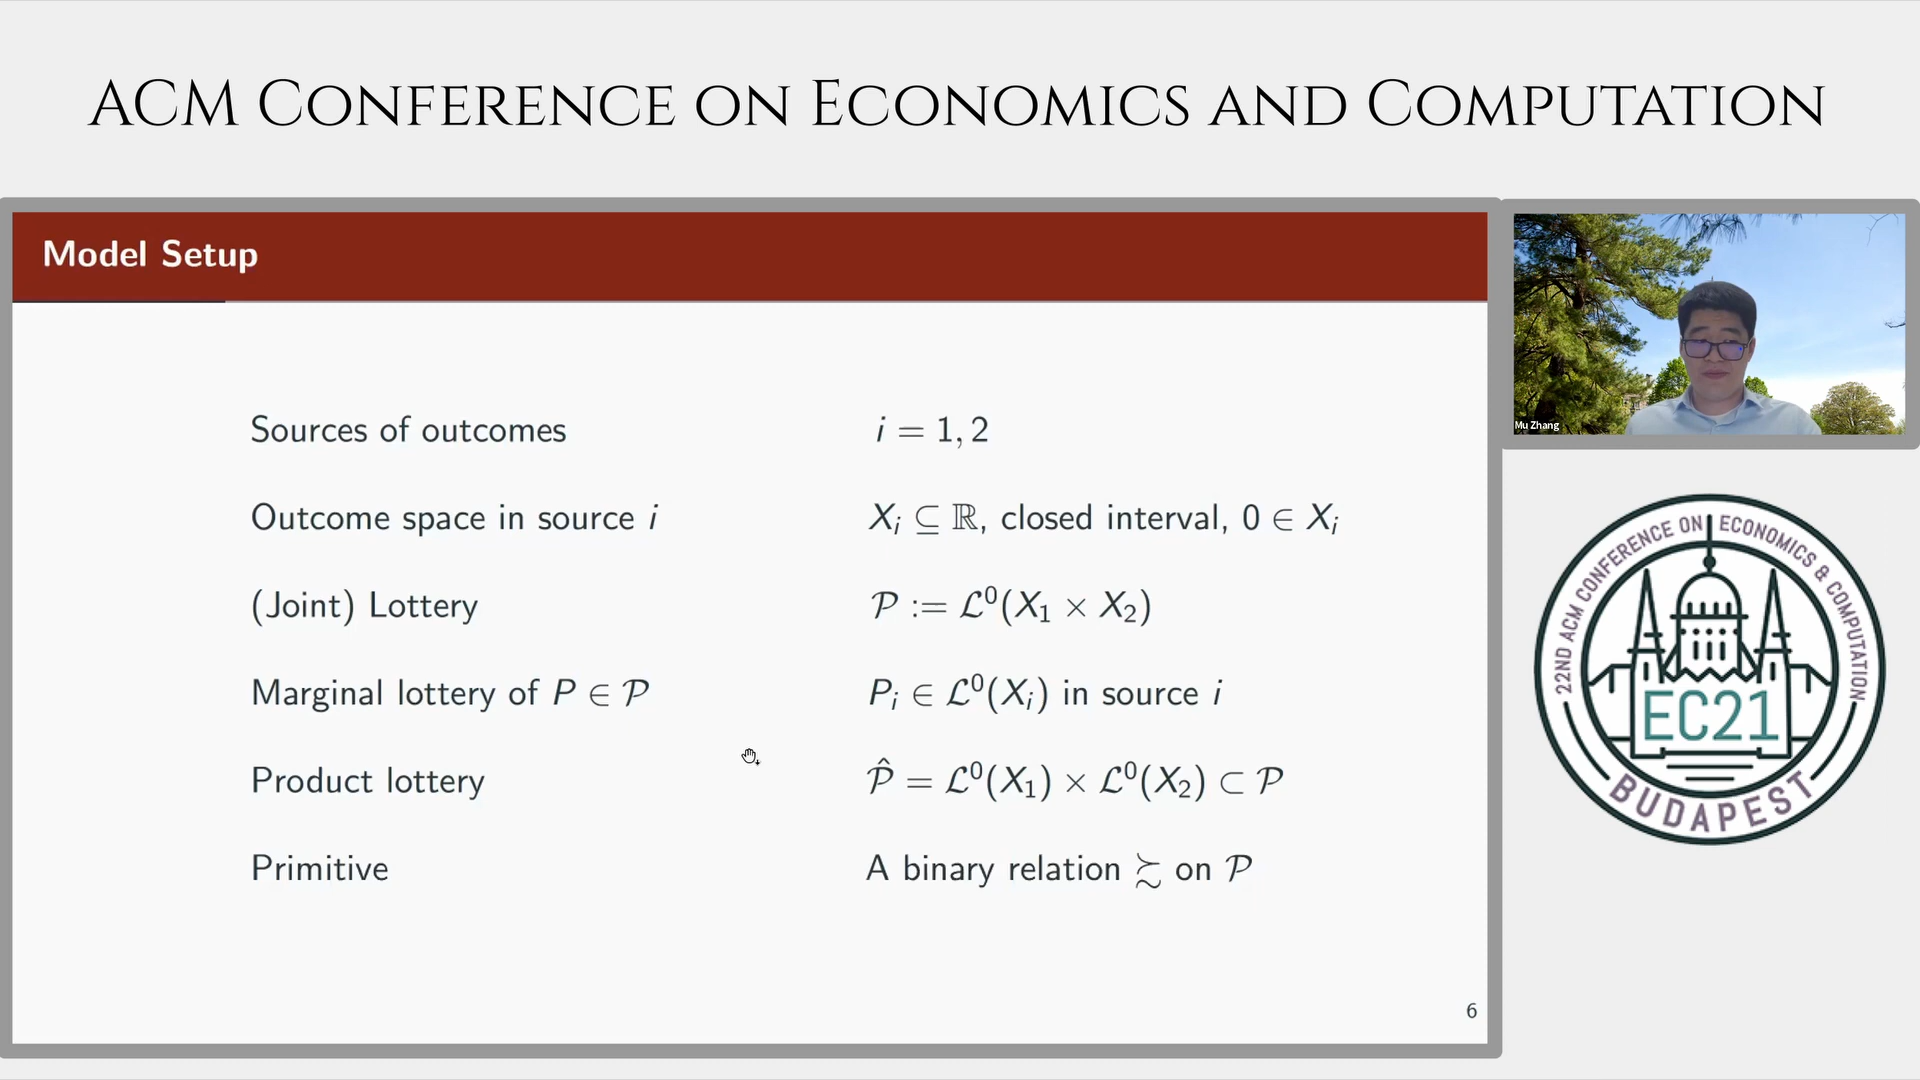 ACM Conference on Economics and Computation
Model Setup
Sources of outcomes i = 1, 2
Outcome space in source i X_i ⊆ ℝ, closed interval, 0 ∈ X_i
(Joint) Lottery 𝒫 := ℒ⁰(X₁ × X₂)
Marginal lottery of P ∈ 𝒫 P_i ∈ ℒ⁰(X_i) in source i
Product lottery 𝒫̂ = ℒ⁰(X₁) × ℒ⁰(X₂) ⊂ 𝒫
Primitive A binary relation ≿ on 𝒫
6
Mu Zhang
22ND ACM CONFERENCE ON ECONOMICS & COMPUTATION
EC21
BUDAPEST